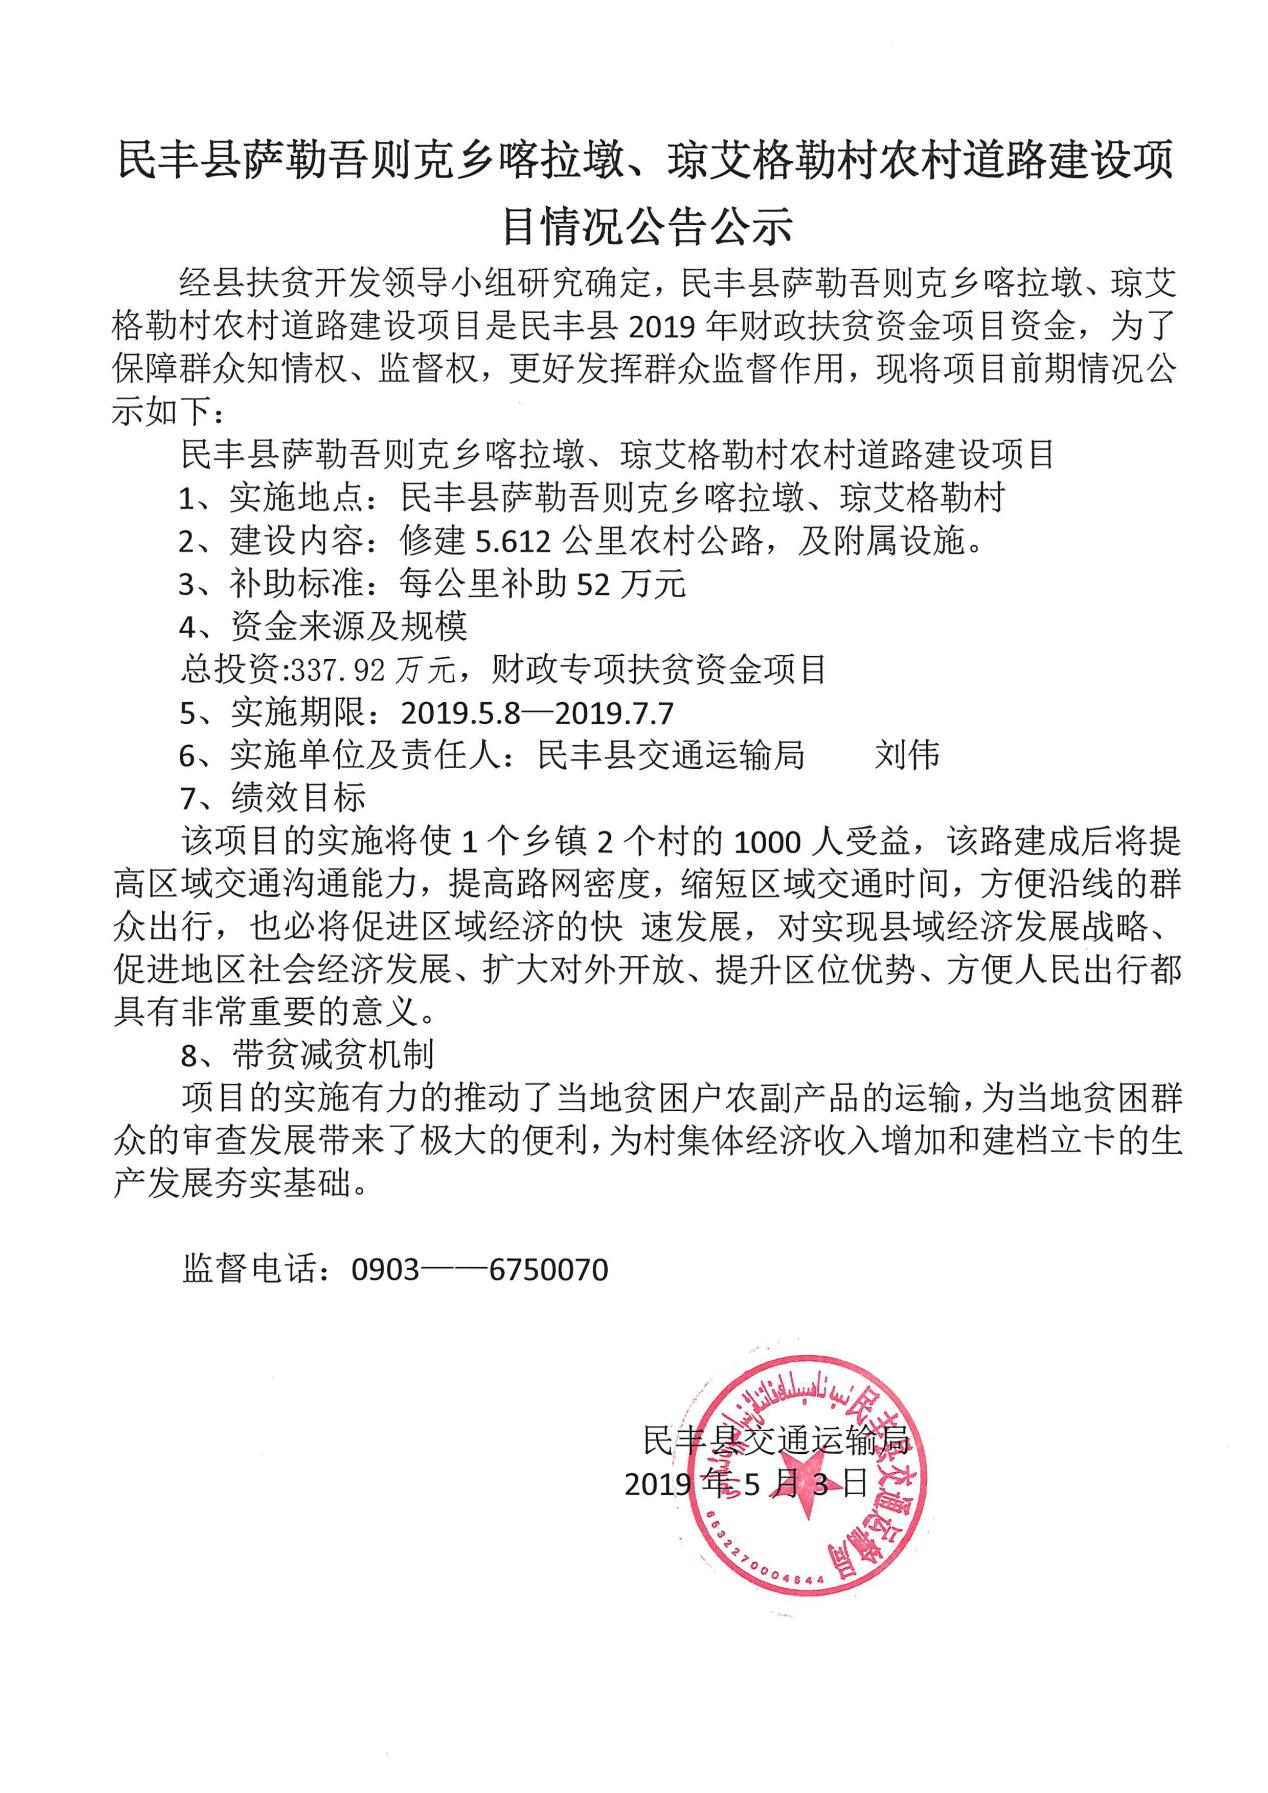 民丰县萨勒吾则克乡喀拉墩、琼艾格勒村农村道路建设项
目情况公告公示
经县扶贫开发领导小组研究确定，民丰县萨勒吾则克乡喀拉墩、琼艾
格勒村农村道路建设项目是民丰县 2019 年财政扶贫资金项目资金，为了
保障群众知情权、监督权，更好发挥群众监督作用，现将项目前期情况公
示如下：
民丰县萨勒吾则克乡喀拉墩、琼艾格勒村农村道路建设项目
1、实施地点：民丰县萨勒吾则克乡喀拉墩、琼艾格勒村
2、建设内容：修建 5.612 公里农村公路，及附属设施。
3、补助标准：每公里补助 52 万元
4、资金来源及规模
总投资:337.92 万元，财政专项扶贫资金项目
5、实施期限：2019.5.8—2019.7.7
6、实施单位及责任人：民丰县交通运输局　　刘伟
7、绩效目标
该项目的实施将使 1 个乡镇 2 个村的 1000 人受益，该路建成后将提
高区域交通沟通能力，提高路网密度，缩短区域交通时间，方便沿线的群
众出行，也必将促进区域经济的快 速发展，对实现县域经济发展战略、
促进地区社会经济发展、扩大对外开放、提升区位优势、方便人民出行都
具有非常重要的意义。
8、带贫减贫机制
项目的实施有力的推动了当地贫困户农副产品的运输,为当地贫困群
众的审查发展带来了极大的便利,为村集体经济收入增加和建档立卡的生
产发展夯实基础。
监督电话：0903——6750070
民丰县交通运输局
2019 年 5 月 3 日
民丰县交通运输局